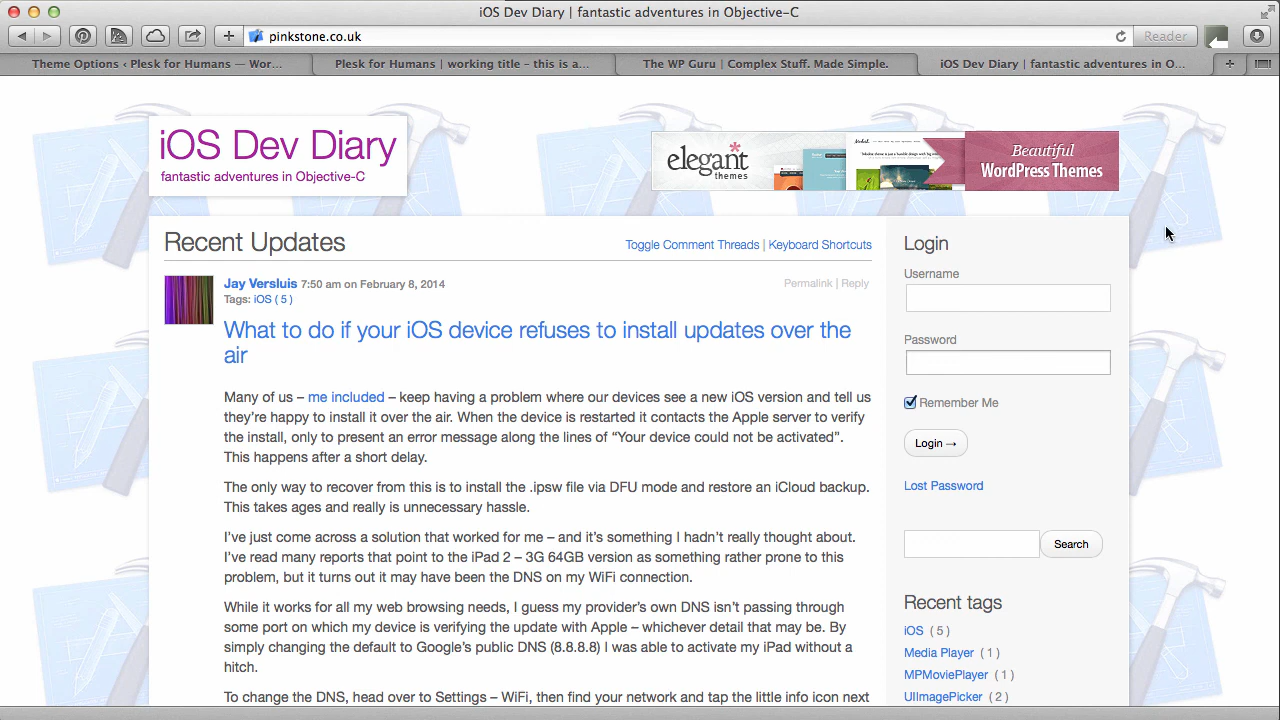 iOS Dev Diary | fantastic adventures in Objective-C
pinkstone.co.uk
Reader
Theme Options ‹ Plesk for Humans — Wor...
Plesk for Humans | working title – this is a...
The WP Guru | Complex Stuff. Made Simple.
iOS Dev Diary | fantastic adventures in O...
iOS Dev Diary
fantastic adventures in Objective-C
elegant
themes
Beautiful
WordPress Themes
Recent Updates
Toggle Comment Threads | Keyboard Shortcuts
Jay Versluis 7:50 am on February 8, 2014
Permalink | Reply
Tags: iOS ( 5 )
What to do if your iOS device refuses to install updates over the
air
Many of us – me included – keep having a problem where our devices see a new iOS version and tell us
they’re happy to install it over the air. When the device is restarted it contacts the Apple server to verify
the install, only to present an error message along the lines of “Your device could not be activated”.
This happens after a short delay.
The only way to recover from this is to install the .ipsw file via DFU mode and restore an iCloud backup.
This takes ages and really is unnecessary hassle.
I’ve just come across a solution that worked for me – and it’s something I hadn’t really thought about.
I’ve read many reports that point to the iPad 2 – 3G 64GB version as something rather prone to this
problem, but it turns out it may have been the DNS on my WiFi connection.
While it works for all my web browsing needs, I guess my provider’s own DNS isn’t passing through
some port on which my device is verifying the update with Apple – whichever detail that may be. By
simply changing the default to Google’s public DNS (8.8.8.8) I was able to activate my iPad without a
hitch.
To change the DNS, head over to Settings – WiFi, then find your network and tap the little info icon next
Login
Username
Password
Remember Me
Login →
Lost Password
Search
Recent tags
iOS ( 5 )
Media Player ( 1 )
MPMoviePlayer ( 1 )
UIImagePicker ( 2 )